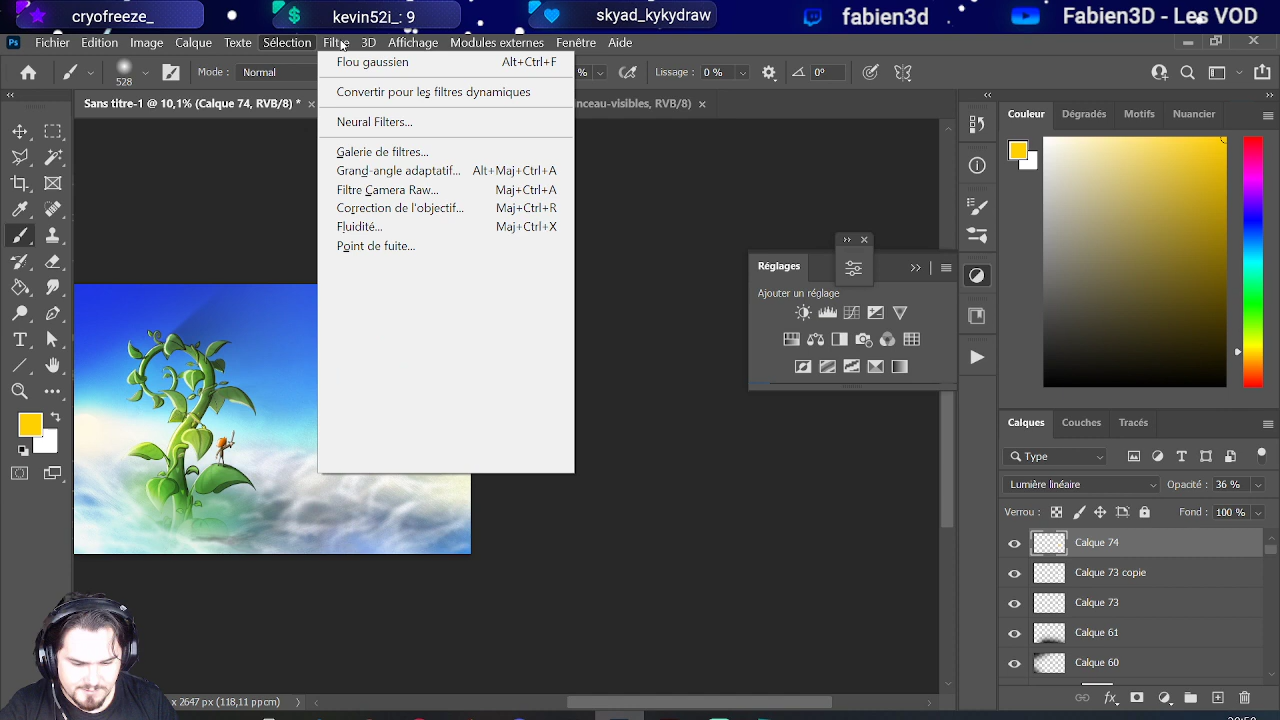 cryofreeze_
kevin52i_: 9
skyad_kykydraw
fabien3d
Fabien3D - Les VOD
Fichier Edition Image Calque Texte Sélection Filtre 3D Affichage Modules externes Fenêtre Aide
528
Mode : Normal
%
Lissage : 0 %
0°
Sans titre-1 @ 10,1% (Calque 74, RVB/8) *
nceau-visibles, RVB/8)
Flou gaussien Alt+Ctrl+F
Convertir pour les filtres dynamiques
Neural Filters...
Galerie de filtres...
Grand-angle adaptatif... Alt+Maj+Ctrl+A
Filtre Camera Raw... Maj+Ctrl+A
Correction de l'objectif... Maj+Ctrl+R
Fluidité... Maj+Ctrl+X
Point de fuite...
Réglages
Ajouter un réglage
Couleur Dégradés Motifs Nuancier
Calques Couches Tracés
Type
Lumière linéaire Opacité : 36 %
Verrou : Fond : 100 %
Calque 74
Calque 73 copie
Calque 73
Calque 61
Calque 60
x 2647 px (118,11 ppcm)